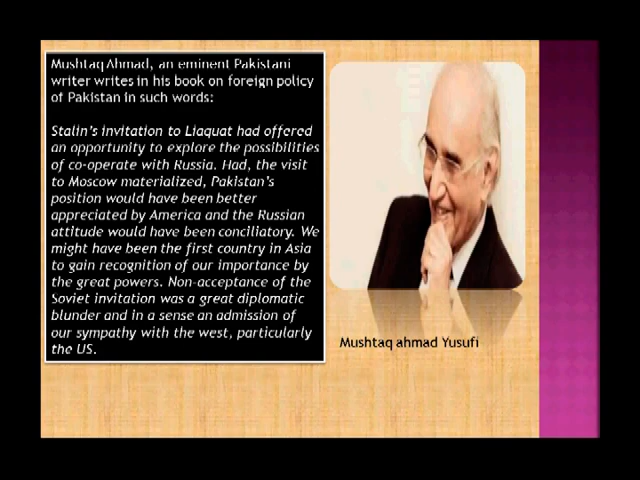 Mushtaq Ahmad, an eminent Pakistani
writer writes in his book on foreign policy
of Pakistan in such words:
Stalin's invitation to Liaquat had offered
an opportunity to explore the possibilities
of co-operate with Russia. Had, the visit
to Moscow materialized, Pakistan's
position would have been better
appreciated by America and the Russian
attitude would have been conciliatory. We
might have been the first country in Asia
to gain recognition of our importance by
the great powers. Non-acceptance of the
Soviet invitation was a great diplomatic
blunder and in a sense an admission of
our sympathy with the west, particularly
the US.
Mushtaq ahmad Yusufi